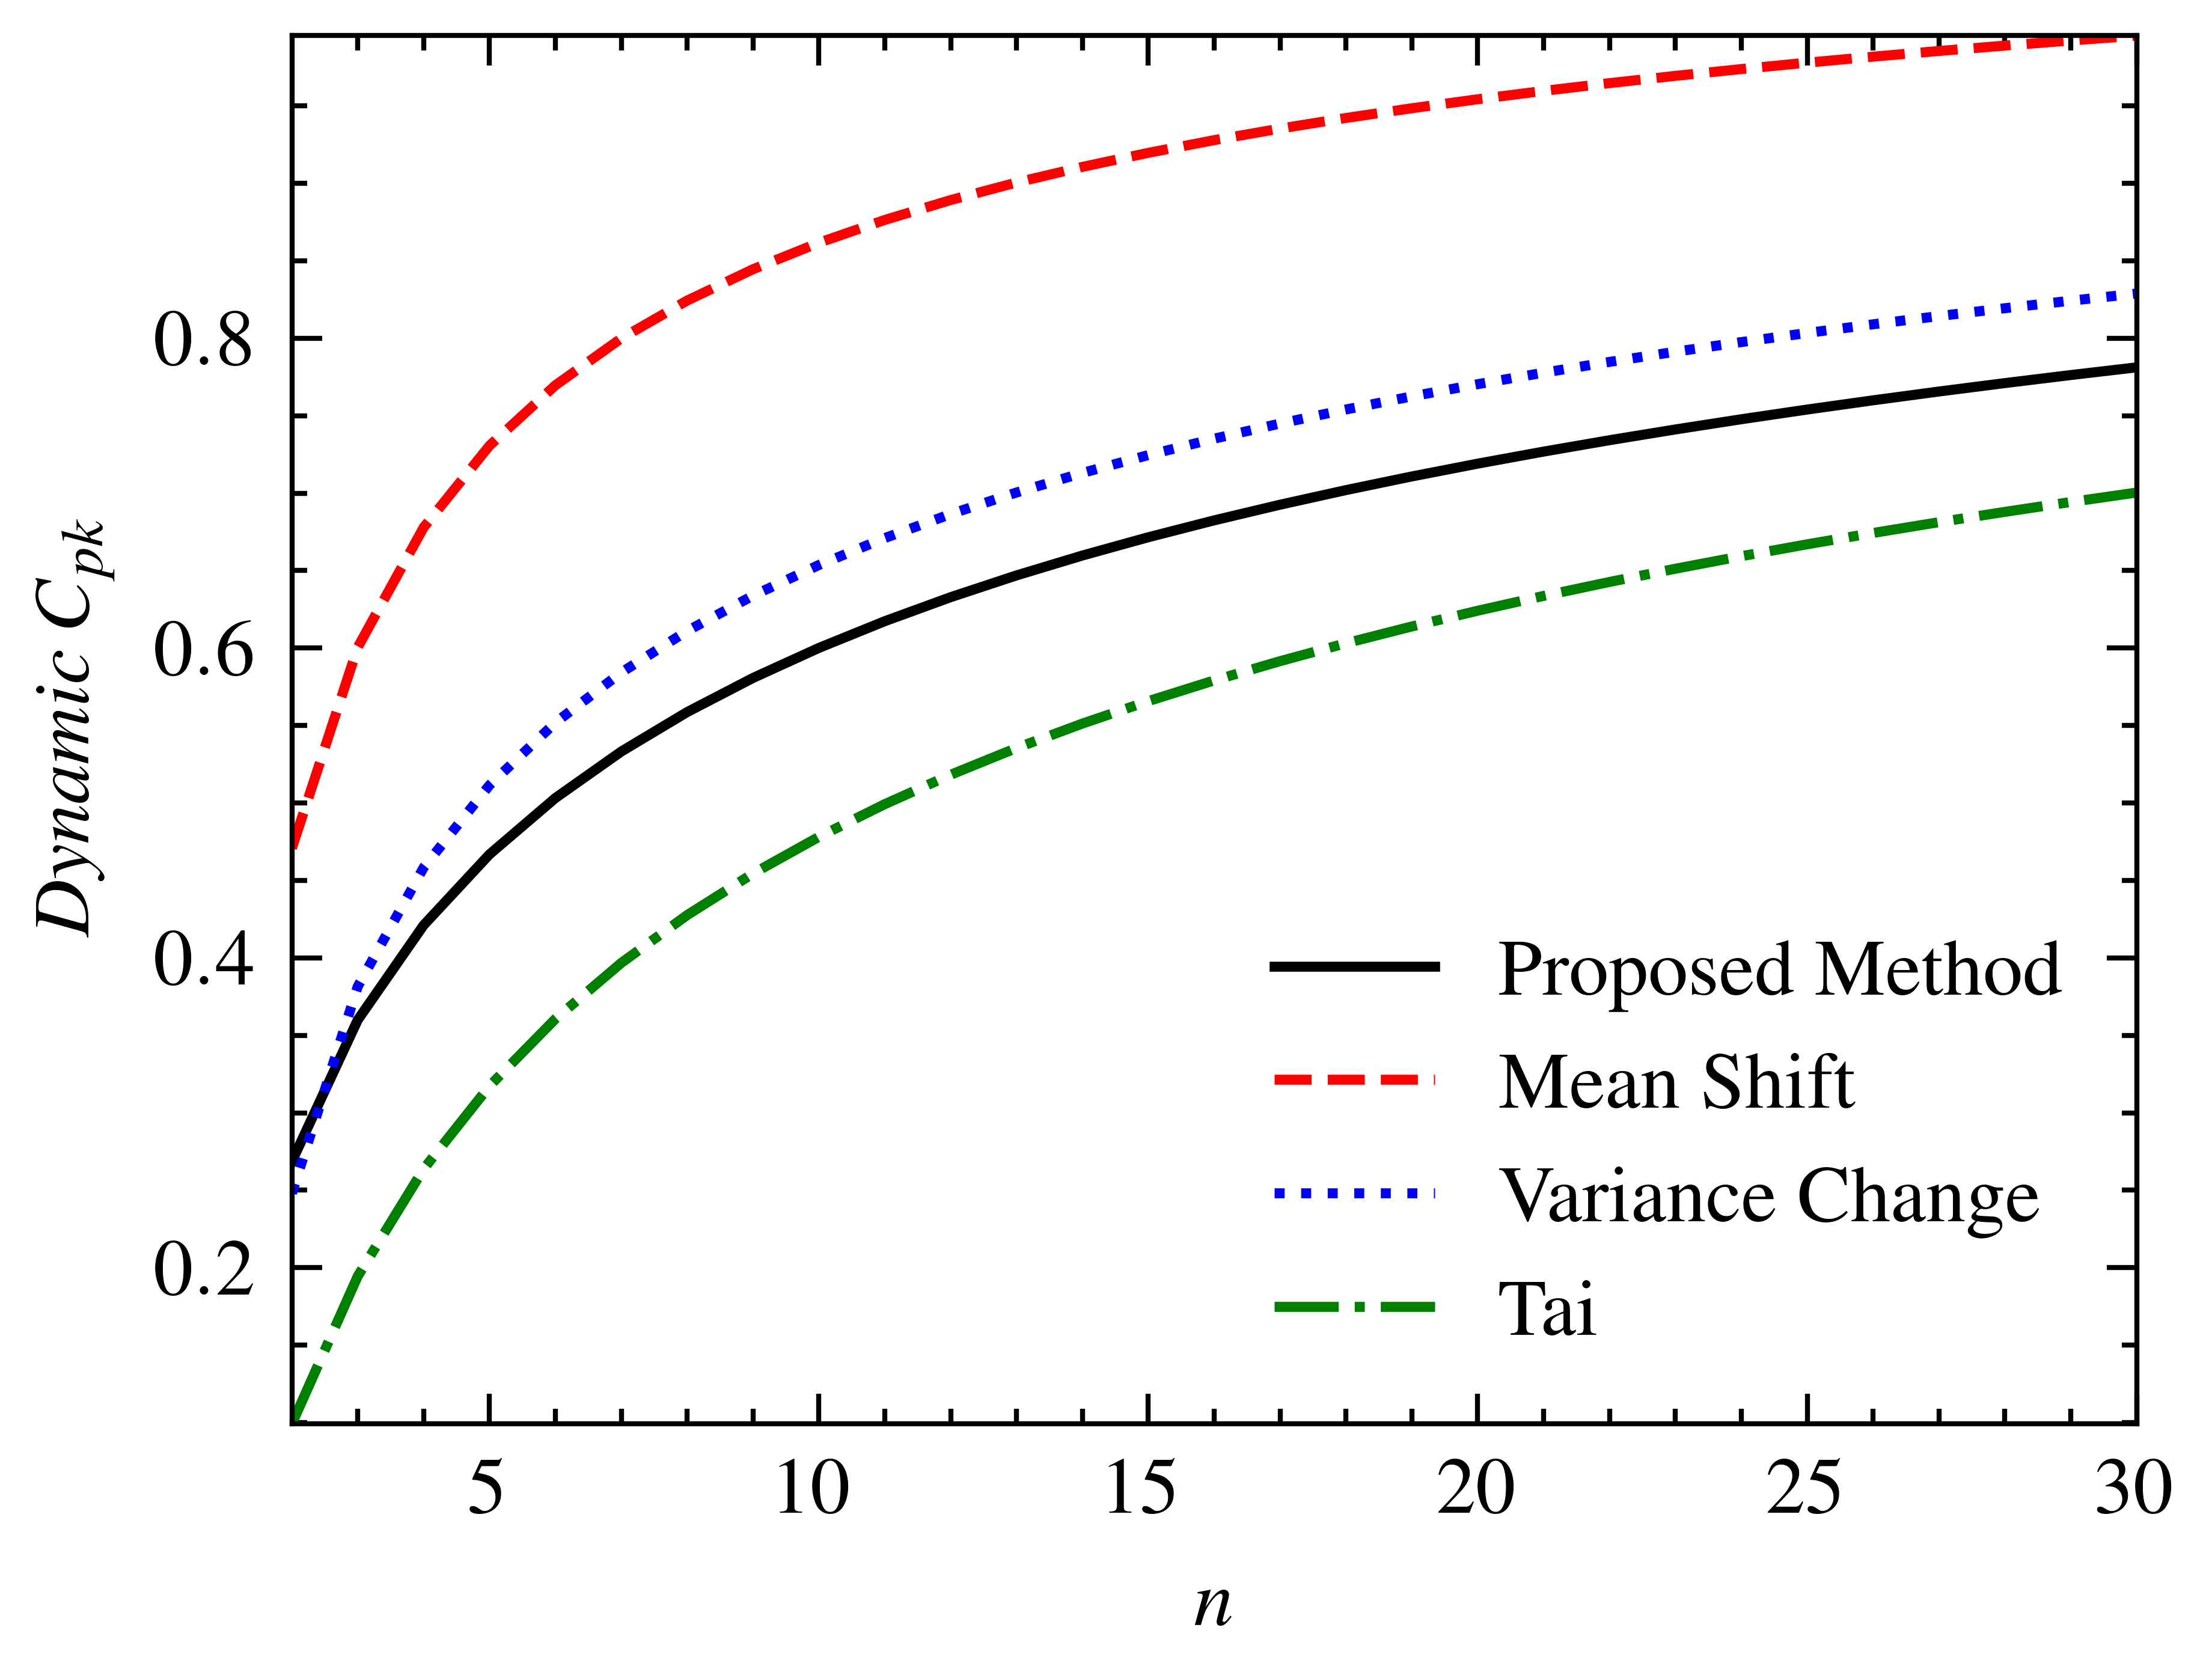 Dynamic Cpk
0.8
0.6
0.4
0.2
Proposed Method
Mean Shift
Variance Change
Tai
5 10 15 20 25 30
n